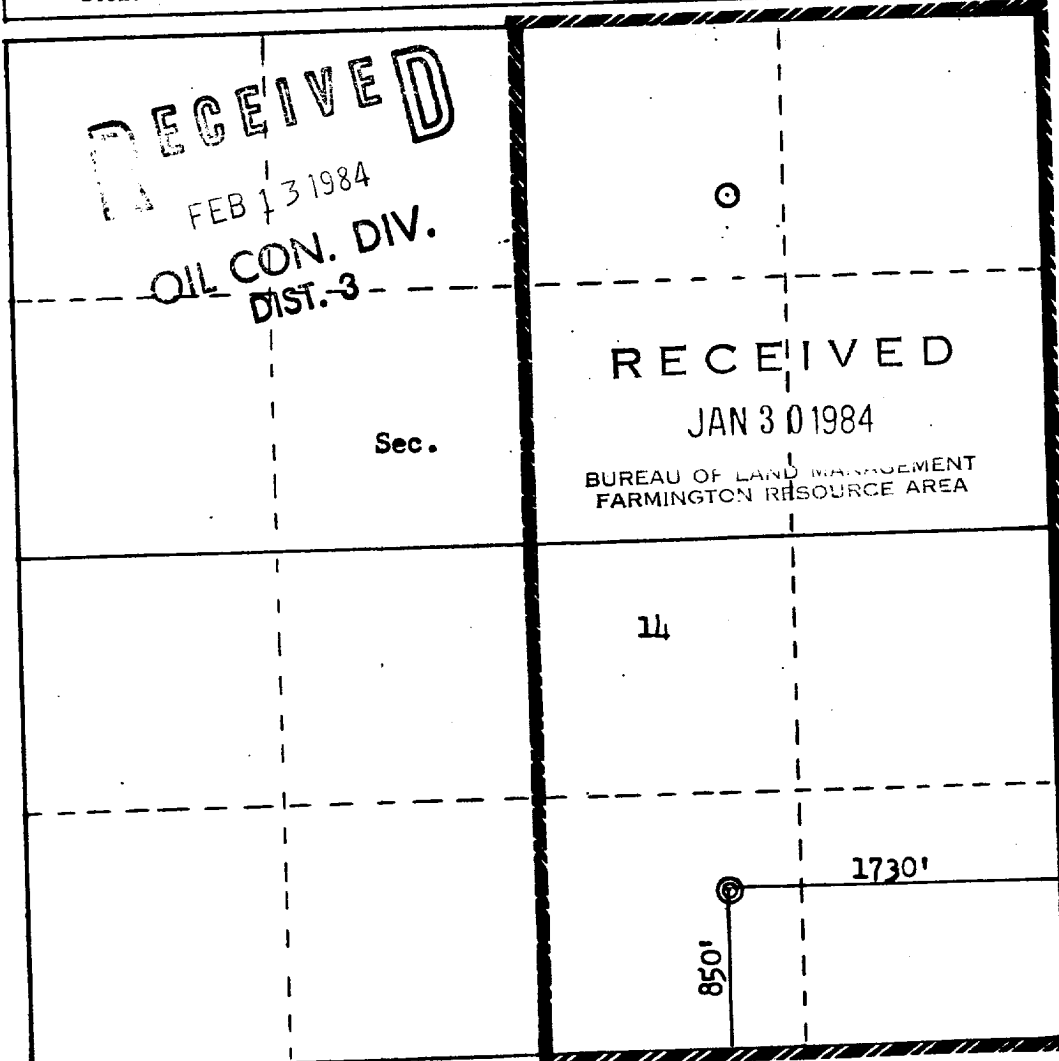 RECEIVED
FEB 13 1984
OIL CON. DIV.
DIST. 3
RECEIVED
JAN 30 1984
BUREAU OF LAND MANAGEMENT
FARMINGTON RESOURCE AREA
Sec.
14
1730'
850'